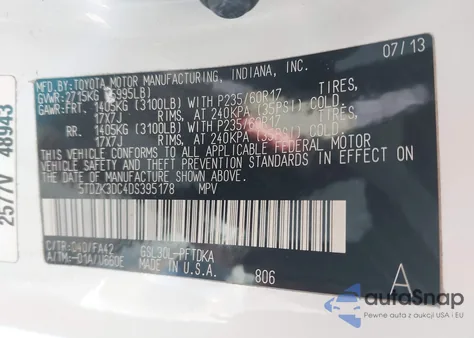 07/13
MFD.BY:TOYOTA MOTOR MANUFACTURING, INDIANA, INC.
GVWR:2715KG (5995LB)
GAWR:FRT. 1405KG (3100LB) WITH P235/60R17 TIRES,
17X7J RIMS, AT 240KPA (35PSI) COLD.
RR. 1405KG (3100LB) WITH P235/60R17 TIRES,
17X7J RIMS, AT 240KPA (35PSI) COLD.
THIS VEHICLE CONFORMS TO ALL APPLICABLE FEDERAL MOTOR
VEHICLE SAFETY AND THEFT PREVENTION STANDARDS IN EFFECT ON
THE DATE OF MANUFACTURE SHOWN ABOVE.
5TDZK3DC4DS395178 MPV
C/TR:040/FA42 GSL30L-PFTDKA
A/TM:-01A/U660E MADE IN U.S.A.
806
A
2577V 48943
autaSnap
Pewne auta z aukcji USA i EU